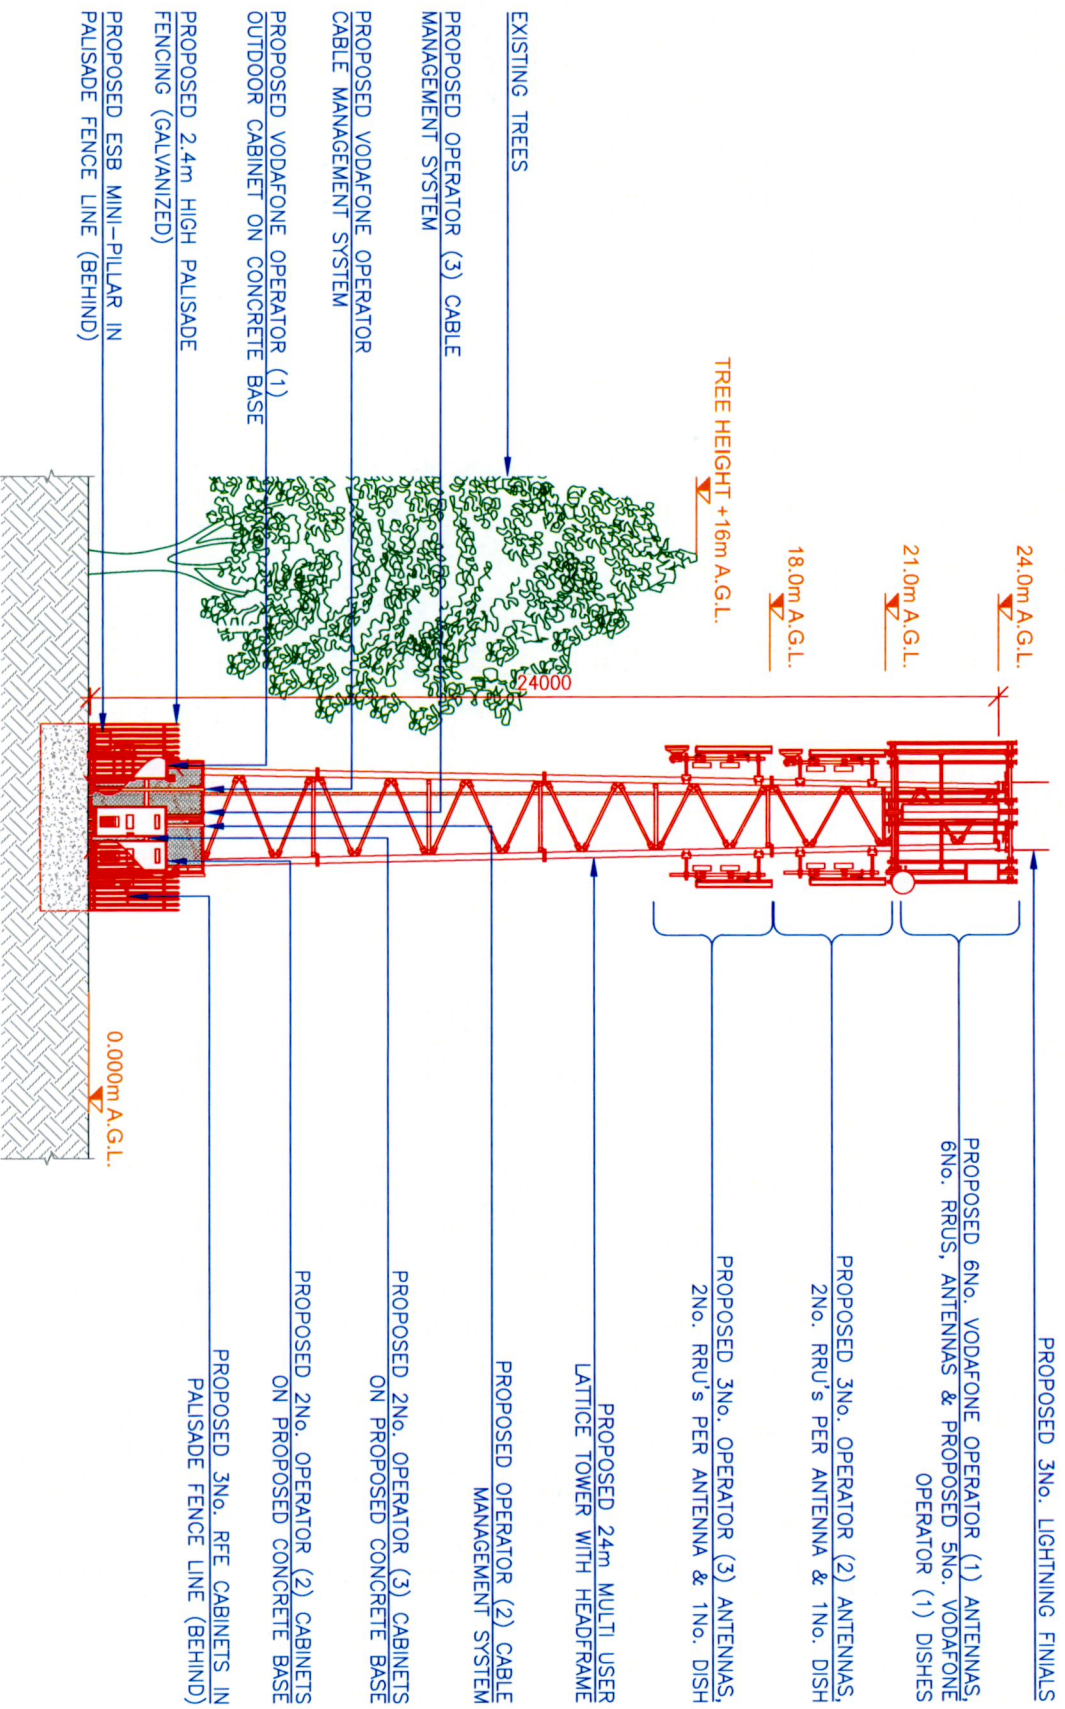 PROPOSED 3No. LIGHTNING FINIALS
24.0m A.G.L.
PROPOSED 6No. VODAFONE OPERATOR (1) ANTENNAS,
6No. RRUS, ANTENNAS & PROPOSED 5No. VODAFONE
OPERATOR (1) DISHES
21.0m A.G.L.
PROPOSED 3No. OPERATOR (2) ANTENNAS,
2No. RRU's PER ANTENNA & 1No. DISH
18.0m A.G.L.
TREE HEIGHT +16m A.G.L.
PROPOSED 3No. OPERATOR (3) ANTENNAS,
2No. RRU's PER ANTENNA & 1No. DISH
PROPOSED 24m MULTI USER
LATTICE TOWER WITH HEADFRAME
24000
EXISTING TREES
PROPOSED OPERATOR (2) CABLE
MANAGEMENT SYSTEM
PROPOSED OPERATOR (3) CABLE
MANAGEMENT SYSTEM
PROPOSED 2No. OPERATOR (3) CABINETS
ON PROPOSED CONCRETE BASE
PROPOSED VODAFONE OPERATOR
CABLE MANAGEMENT SYSTEM
PROPOSED 2No. OPERATOR (2) CABINETS
ON PROPOSED CONCRETE BASE
PROPOSED VODAFONE OPERATOR (1)
OUTDOOR CABINET ON CONCRETE BASE
PROPOSED 3No. RFE CABINETS IN
PALISADE FENCE LINE (BEHIND)
PROPOSED 2.4m HIGH PALISADE
FENCING (GALVANIZED)
PROPOSED ESB MINI-PILLAR IN
PALISADE FENCE LINE (BEHIND)
0.000m A.G.L.